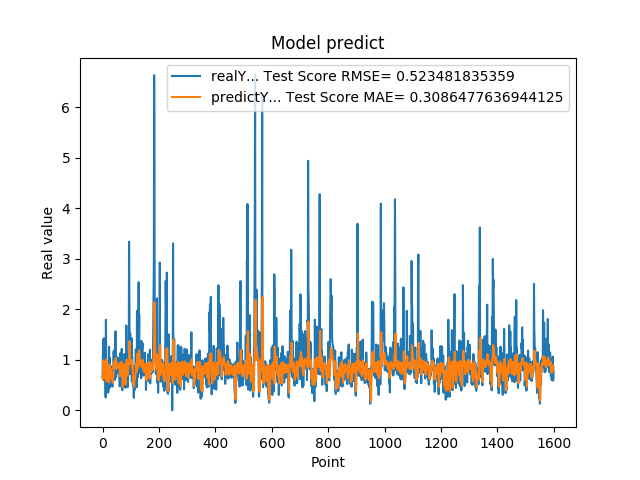 Model predict
realY... Test Score RMSE= 0.523481835359
predictY... Test Score MAE= 0.3086477636944125
Real value
6
5
4
3
2
1
0
0 200 400 600 800 1000 1200 1400 1600
Point